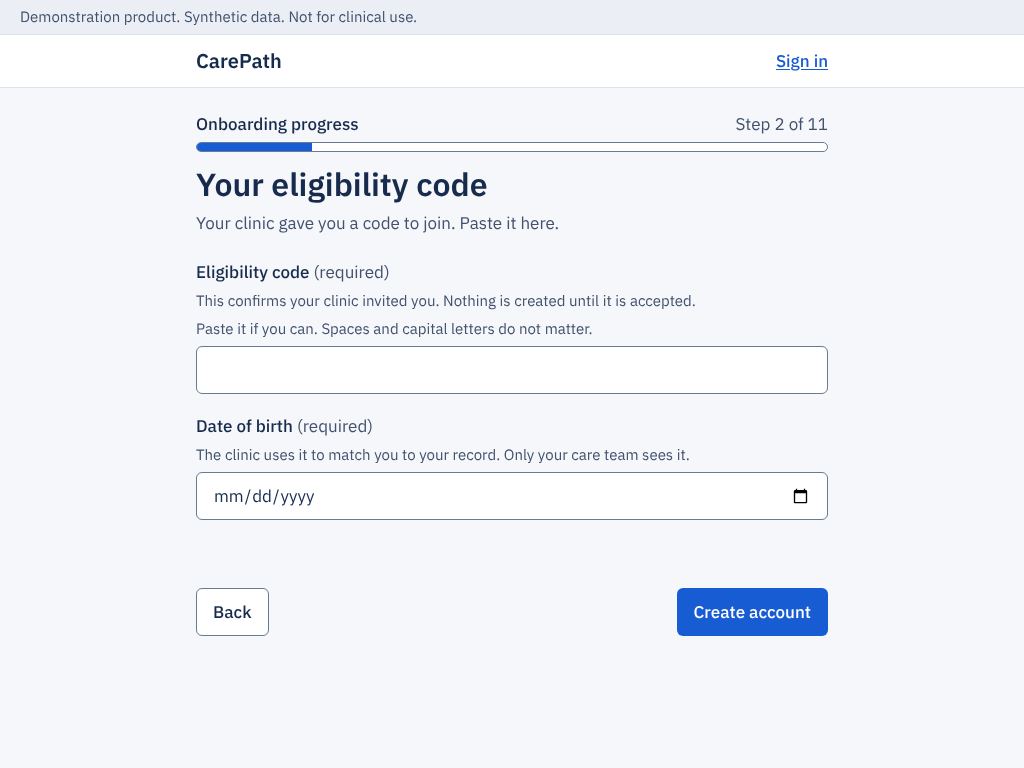 Demonstration product. Synthetic data. Not for clinical use.
CarePath
Sign in
Onboarding progress
Step 2 of 11
Your eligibility code
Your clinic gave you a code to join. Paste it here.
Eligibility code (required)
This confirms your clinic invited you. Nothing is created until it is accepted.
Paste it if you can. Spaces and capital letters do not matter.
Date of birth (required)
The clinic uses it to match you to your record. Only your care team sees it.
mm/dd/yyyy
Back
Create account